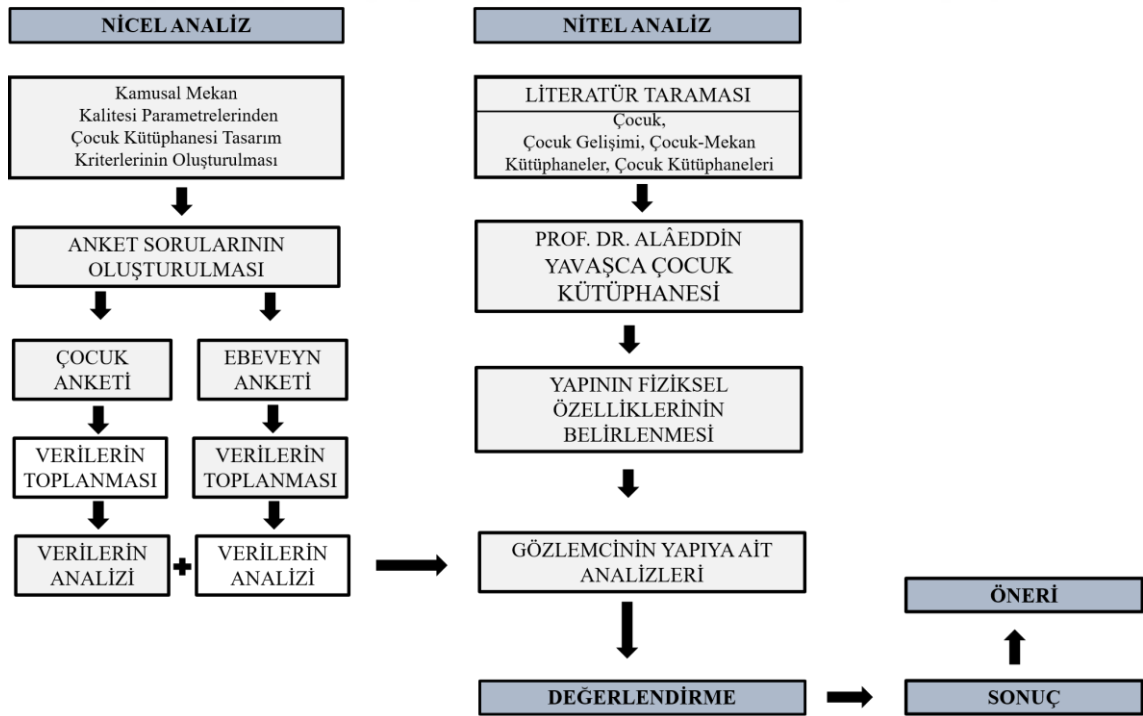 NİCEL ANALİZ
Kamusal Mekan
Kalitesi Parametrelerinden
Çocuk Kütüphanesi Tasarım
Kriterlerinin Oluşturulması
ANKET SORULARININ
OLUŞTURULMASI
ÇOCUK
ANKETİ
EBEVEYN
ANKETİ
VERİLERİN
TOPLANMASI
VERİLERİN
TOPLANMASI
VERİLERİN
ANALİZİ
VERİLERİN
ANALİZİ
NİTEL ANALİZ
LİTERATÜR TARAMASI
Çocuk,
Çocuk Gelişimi, Çocuk-Mekan
Kütüphaneler, Çocuk Kütüphaneleri
PROF. DR. ALÂEDDİN
YAVAŞCA ÇOCUK
KÜTÜPHANESİ
YAPININ FİZİKSEL
ÖZELLİKLERİNİN
BELİRLENMESİ
GÖZLEMCİNİN YAPIYA AİT
ANALİZLERİ
DEĞERLENDİRME
SONUÇ
ÖNERİ